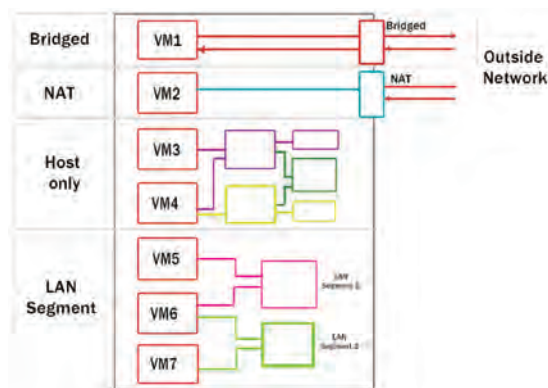 Bridged
VM1
Bridged
Outside
Network
NAT
VM2
NAT
Host
only
VM3
VM4
LAN
Segment
VM5
LAN
Segment 1
VM6
LAN
Segment 2
VM7